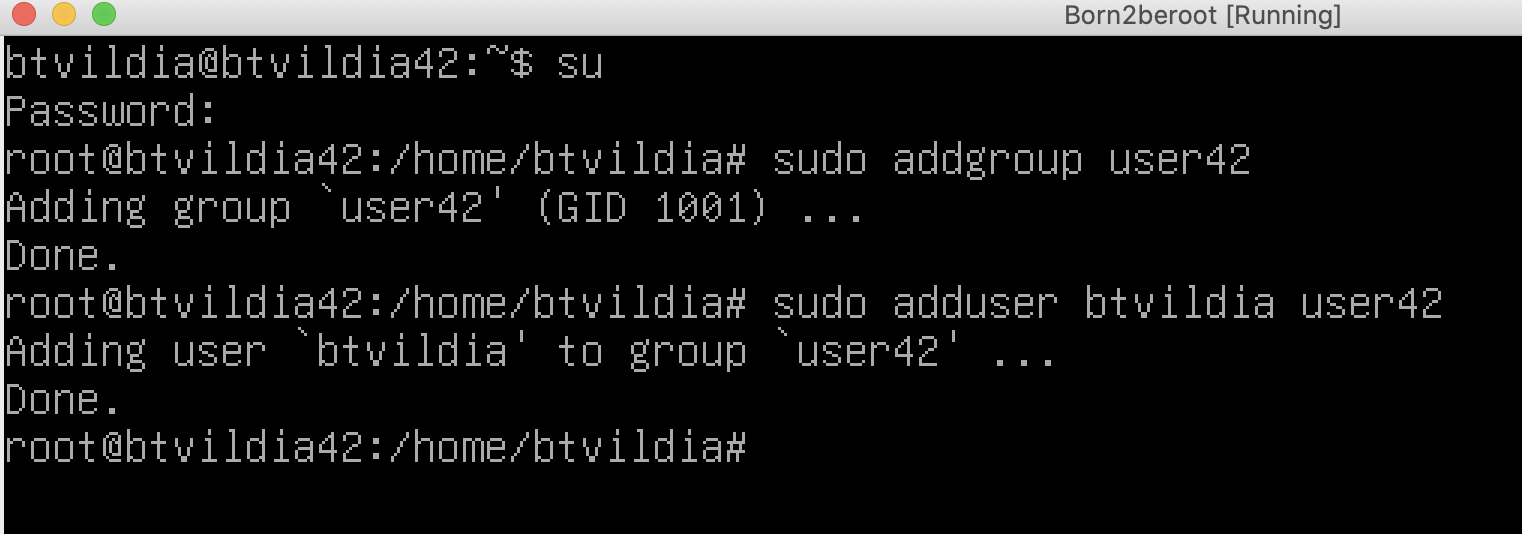 Born2beroot [Running]
btvildia@btvildia42:~$ su
Password:
root@btvildia42:/home/btvildia# sudo addgroup user42
Adding group `user42' (GID 1001) ...
Done.
root@btvildia42:/home/btvildia# sudo adduser btvildia user42
Adding user `btvildia' to group `user42' ...
Done.
root@btvildia42:/home/btvildia#